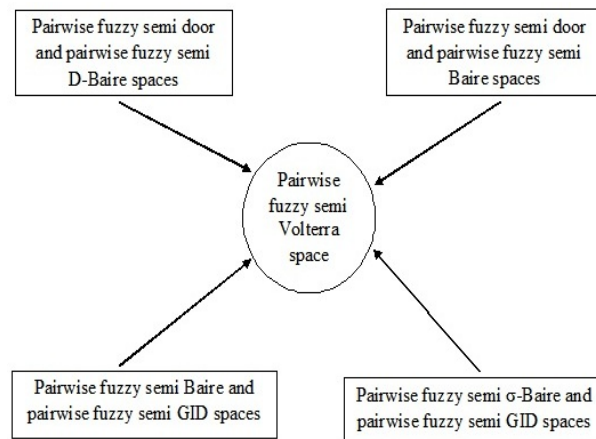 Pairwise fuzzy semi door
and pairwise fuzzy semi
D-Baire spaces
Pairwise fuzzy semi door
and pairwise fuzzy semi
Baire spaces
Pairwise
fuzzy semi
Volterra
space
Pairwise fuzzy semi Baire and
pairwise fuzzy semi GID spaces
Pairwise fuzzy semi σ-Baire and
pairwise fuzzy semi GID spaces